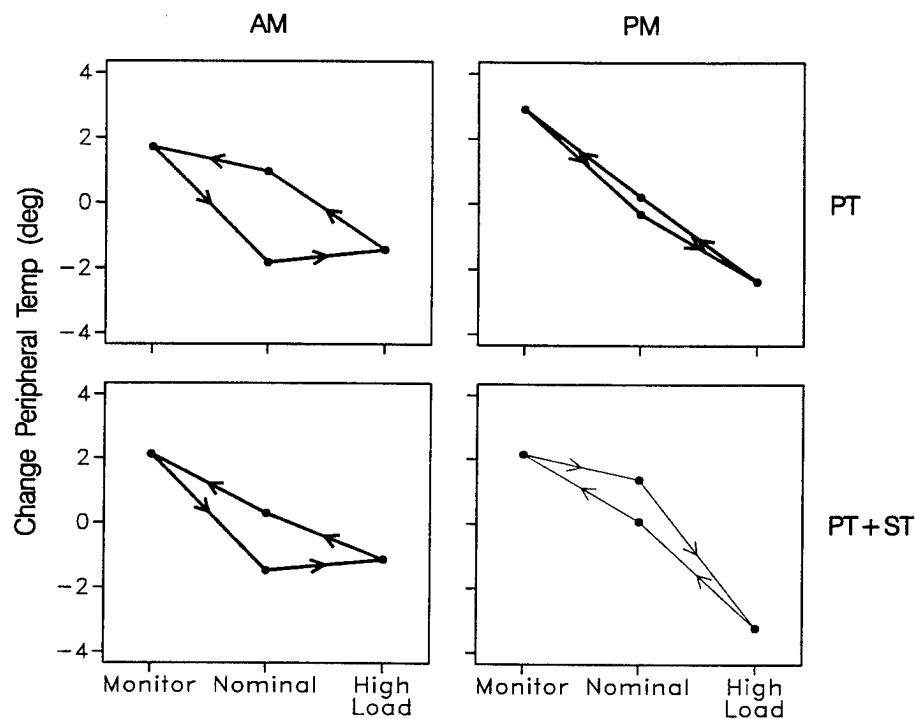 AM PM
Change Peripheral Temp (deg)
4
2
0
−2
−4
PT
4
2
0
−2
−4
PT+ST
Monitor Nominal High Load
Monitor Nominal High Load